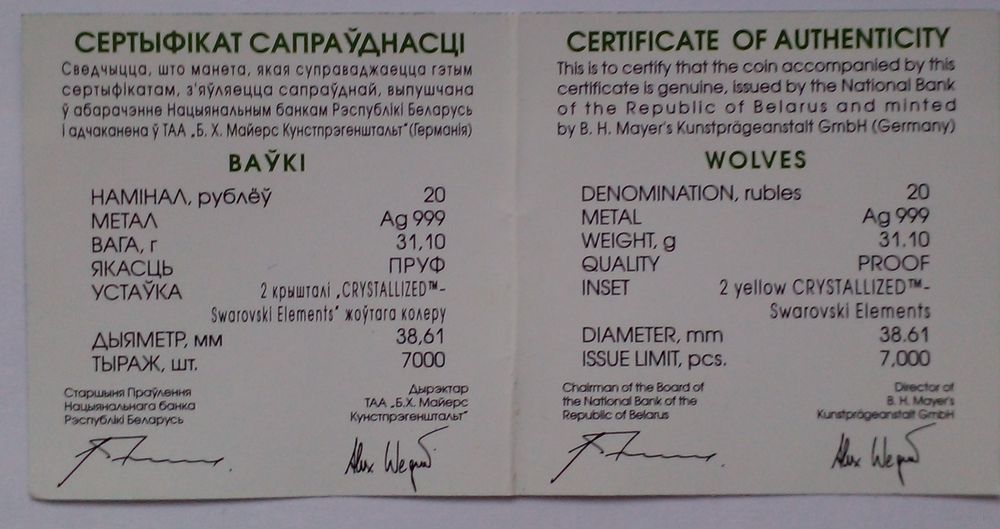 СЕРТЫФІКАТ САПРАЎДНАСЦІ
Сведчыцца, што манета, якая суправаджаецца гэтым
сертыфікатам, з'яўляецца сапраўднай, выпушчана
ў абарачэнне Нацыянальным банкам Рэспублікі Беларусь
і адчаканена ў ТАА „Б. Х. Майерс Кунстпрэгенштальт“ (Германія)
ВАЎКІ
НАМІНАЛ, рублёў 20
МЕТАЛ Ag 999
ВАГА, г 31,10
ЯКАСЦЬ ПРУФ
УСТАЎКА 2 крышталі „CRYSTALLIZED™–
Swarovski Elements“ жоўтага колеру
ДЫЯМЕТР, мм 38,61
ТЫРАЖ, шт. 7000
Старшыня Праўлення
Нацыянальнага банка
Рэспублікі Беларусь
Дырэктар
ТАА „Б.Х. Майерс
Кунстпрэгенштальт“
Alex Weg
CERTIFICATE OF AUTHENTICITY
This is to certify that the coin accompanied by this
certificate is genuine, issued by the National Bank
of the Republic of Belarus and minted
by B. H. Mayer's Kunstprägeanstalt GmbH (Germany)
WOLVES
DENOMINATION, rubles 20
METAL Ag 999
WEIGHT, g 31.10
QUALITY PROOF
INSET 2 yellow CRYSTALLIZED™–
Swarovski Elements
DIAMETER, mm 38.61
ISSUE LIMIT, pcs. 7,000
Chairman of the Board of
the National Bank of the
Republic of Belarus
Director of
B. H. Mayer's
Kunstprägeanstalt GmbH
Alex Weg